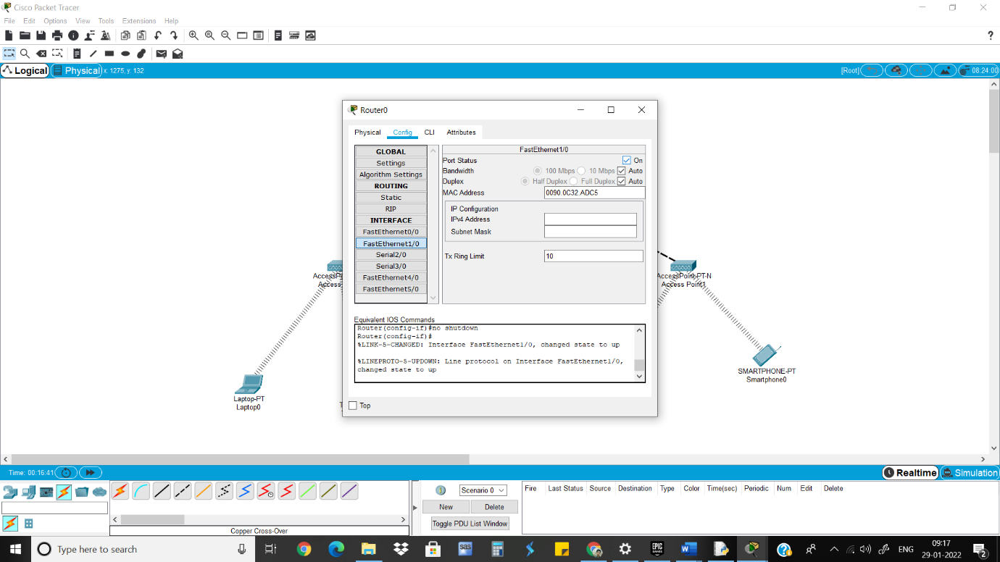 Cisco Packet Tracer
File Edit Options View Tools Extensions Help
?
Logical Physical x: 1275, y: 132 [Root] 08:24:00
Router0
Physical Config CLI Attributes
GLOBAL
Settings
Algorithm Settings
ROUTING
Static
RIP
INTERFACE
FastEthernet0/0
FastEthernet1/0
Serial2/0
Serial3/0
FastEthernet4/0
FastEthernet5/0
FastEthernet1/0
Port Status On
Bandwidth 100 Mbps 10 Mbps Auto
Duplex Half Duplex Full Duplex Auto
MAC Address 0090.0C32.ADC5
IP Configuration
IPv4 Address
Subnet Mask
Tx Ring Limit 10
Equivalent IOS Commands
Router(config-if)#no shutdown
Router(config-if)#
%LINK-5-CHANGED: Interface FastEthernet1/0, changed state to up
%LINEPROTO-5-UPDOWN: Line protocol on Interface FastEthernet1/0,
changed state to up
Top
AccessP
Access
AccessPoint-PT-N
Access Point1
Laptop-PT
Laptop0
SMARTPHONE-PT
Smartphone0
Time: 00:16:41 Realtime Simulation
Copper Cross-Over
Scenario 0
New Delete
Toggle PDU List Window
Fire Last Status Source Destination Type Color Time(sec) Periodic Num Edit Delete
Type here to search
sas
EPIC GAMES
ENG
09:17
29-01-2022
2